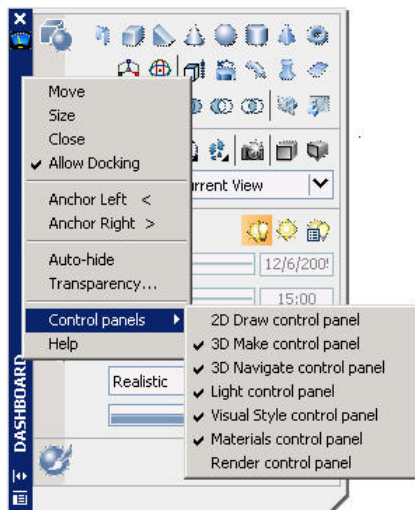 Move
Size
Close
Allow Docking
Anchor Left <
Anchor Right >
Auto-hide
Transparency...
Control panels
Help
rrent View
12/6/200
15:00
2D Draw control panel
3D Make control panel
3D Navigate control panel
Light control panel
Visual Style control panel
Materials control panel
Render control panel
Realistic
DASHBOARD